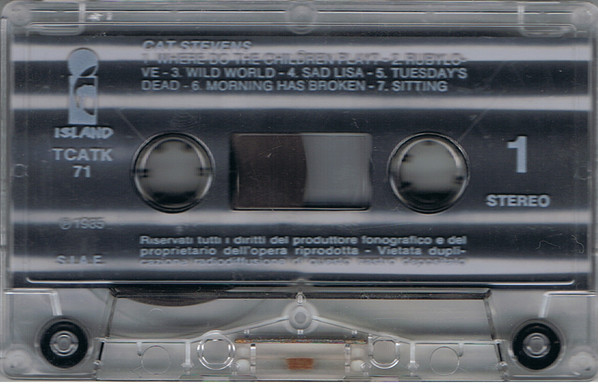 CAT STEVENS
1- WHERE DO THE CHILDREN PLAY? - 2. RUBYLO-
VE - 3. WILD WORLD - 4. SAD LISA - 5. TUESDAY'S
DEAD - 6. MORNING HAS BROKEN - 7. SITTING
ISLAND
TCATK
71
1
STEREO
©1985
Riservati tutti i diritti del produttore fonografico e del
proprietario dell'opera riprodotta - Vietata dupli-
S.I.A.E.